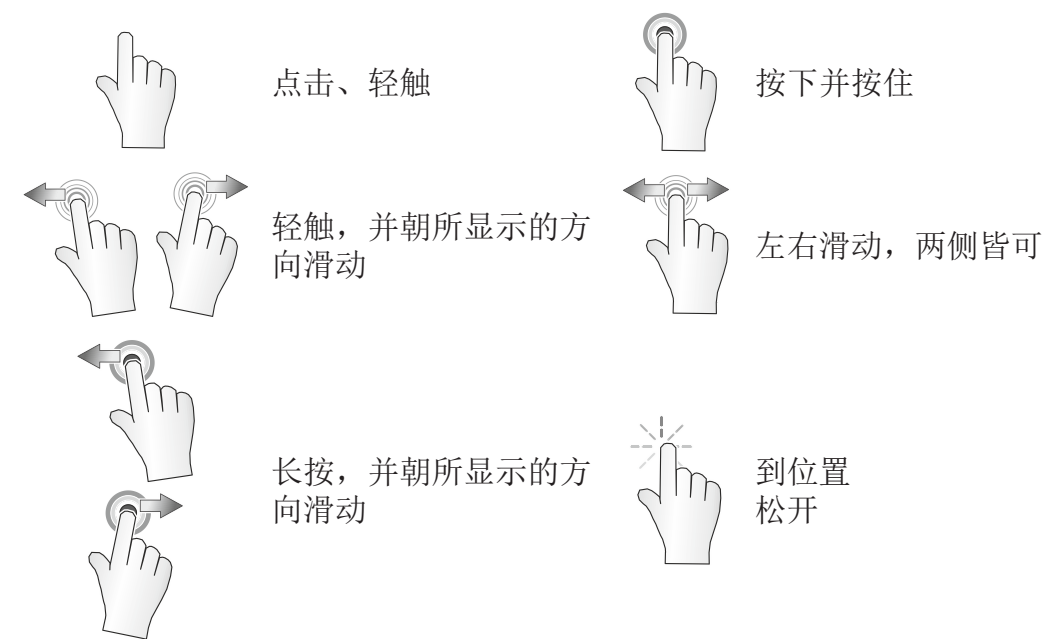 点击、轻触
按下并按住
轻触，并朝所显示的方
向滑动
左右滑动，两侧皆可
长按，并朝所显示的方
向滑动
到位置
松开